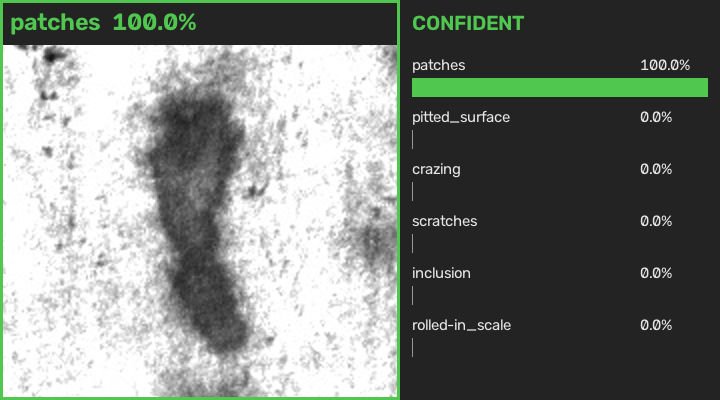 patches 100.0%
CONFIDENT
patches 100.0%
pitted_surface 0.0%
crazing 0.0%
scratches 0.0%
inclusion 0.0%
rolled-in_scale 0.0%